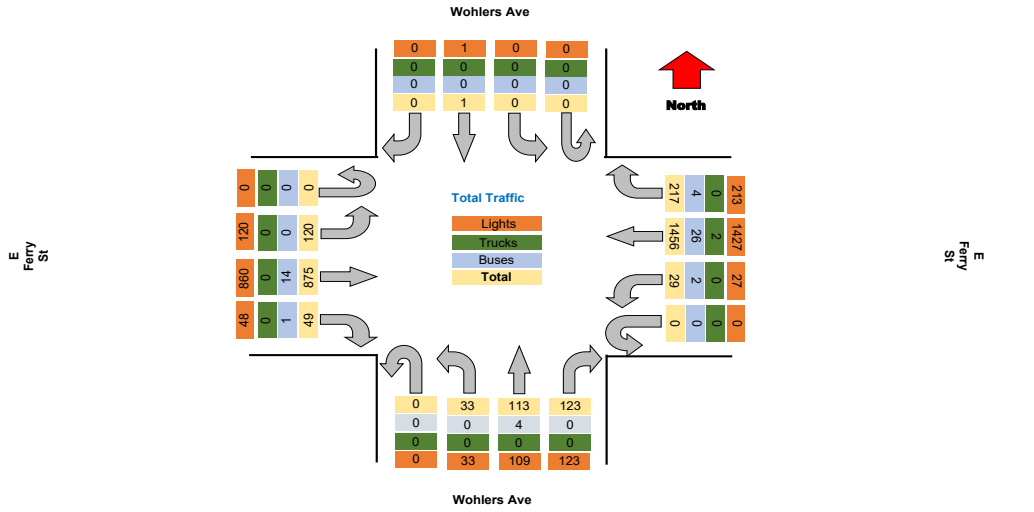 Wohlers Ave
0 1 0 0
0 0 0 0
0 0 0 0
0 1 0 0
North
0 0 0 0
120 0 0 120
860 0 14 875
48 0 1 49
E
Ferry
St
Total Traffic
Lights
Trucks
Buses
Total
217 4 0 213
1456 26 2 1427
29 2 0 27
0 0 0 0
E
Ferry
St
0 33 113 123
0 0 4 0
0 0 0 0
0 33 109 123
Wohlers Ave